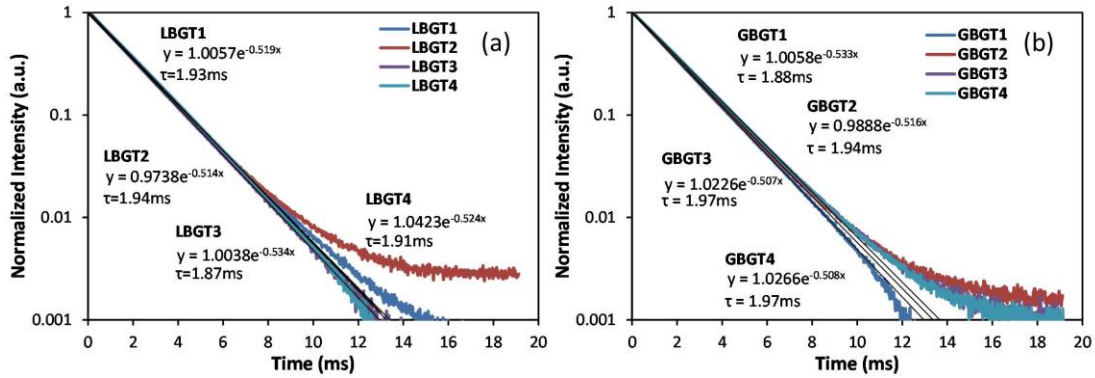 Normalized Intensity (a.u.)
1
0.1
0.01
0.001
0 2 4 6 8 10 12 14 16 18 20
Time (ms)
(a)
LBGT1
LBGT2
LBGT3
LBGT4
LBGT1
y = 1.0057e^-0.519x
τ=1.93ms
LBGT2
y = 0.9738e^-0.514x
τ=1.94ms
LBGT3
y = 1.0038e^-0.534x
τ=1.87ms
LBGT4
y = 1.0423e^-0.524x
τ=1.91ms
Normalized Intensity (a.u.)
1
0.1
0.01
0.001
0 2 4 6 8 10 12 14 16 18 20
Time (ms)
(b)
GBGT1
GBGT2
GBGT3
GBGT4
GBGT1
y = 1.0058e^-0.533x
τ = 1.88ms
GBGT2
y = 0.9888e^-0.516x
τ = 1.94ms
GBGT3
y = 1.0226e^-0.507x
τ = 1.97ms
GBGT4
y = 1.0266e^-0.508x
τ = 1.97ms